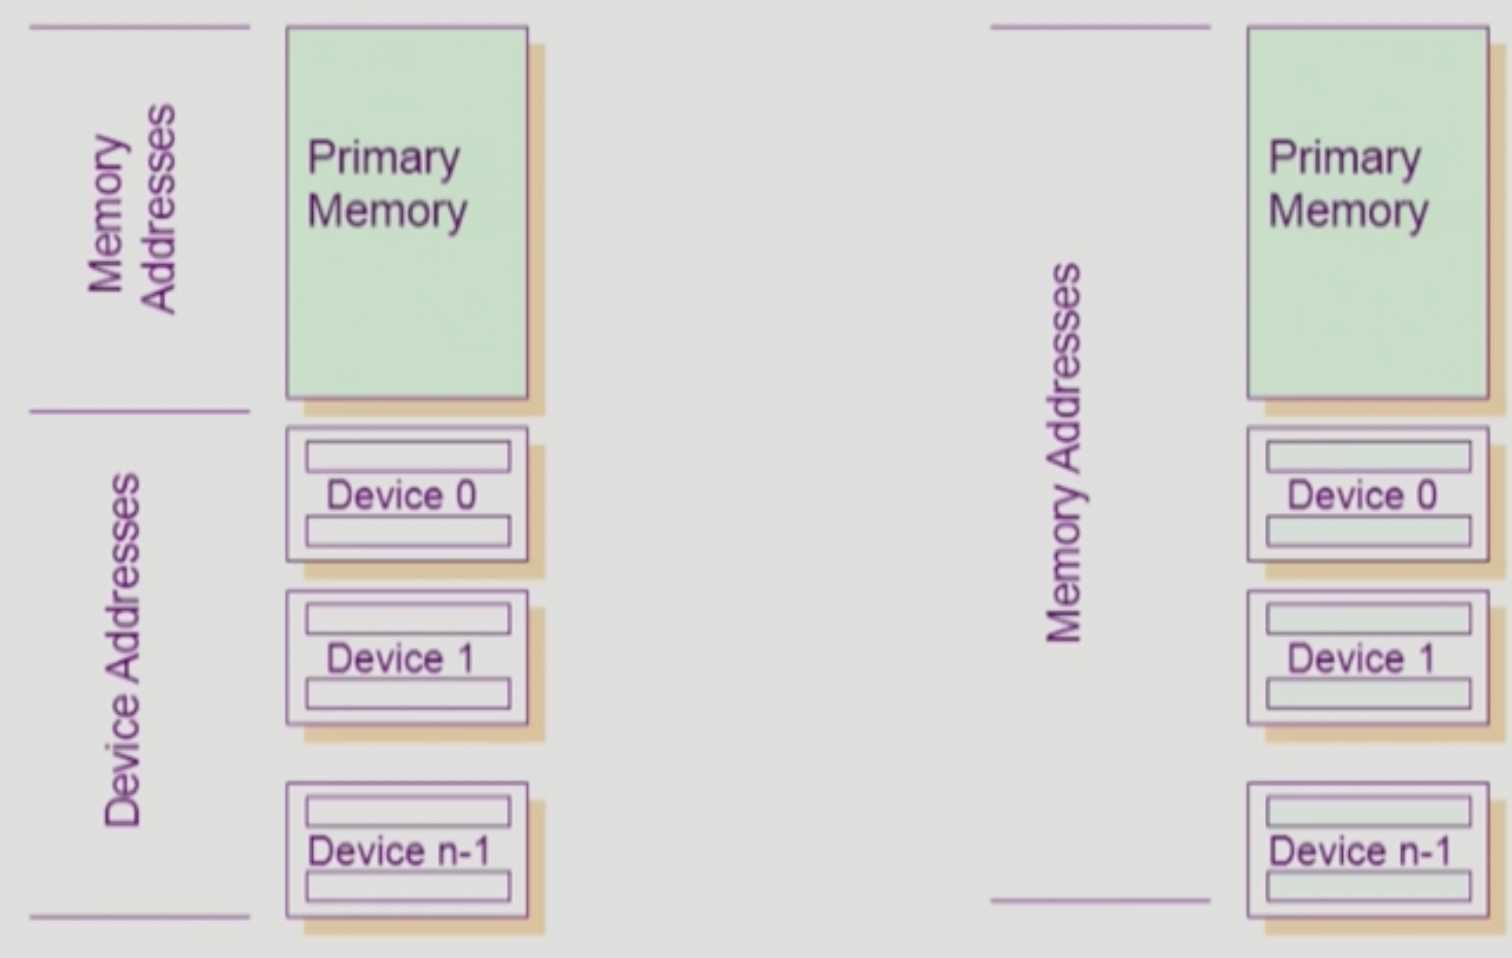 Memory
Addresses
Primary
Memory
Device Addresses
Device 0
Device 1
Device n-1
Memory Addresses
Primary
Memory
Device 0
Device 1
Device n-1